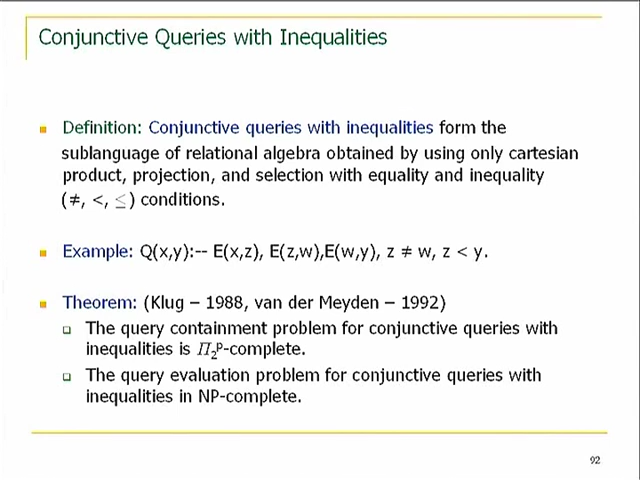 Conjunctive Queries with Inequalities
Definition: Conjunctive queries with inequalities form the
sublanguage of relational algebra obtained by using only cartesian
product, projection, and selection with equality and inequality
(≠, <, ≤) conditions.
Example: Q(x,y):-- E(x,z), E(z,w),E(w,y), z ≠ w, z < y.
Theorem: (Klug – 1988, van der Meyden – 1992)
The query containment problem for conjunctive queries with
inequalities is Π₂ᵖ-complete.
The query evaluation problem for conjunctive queries with
inequalities in NP-complete.
92